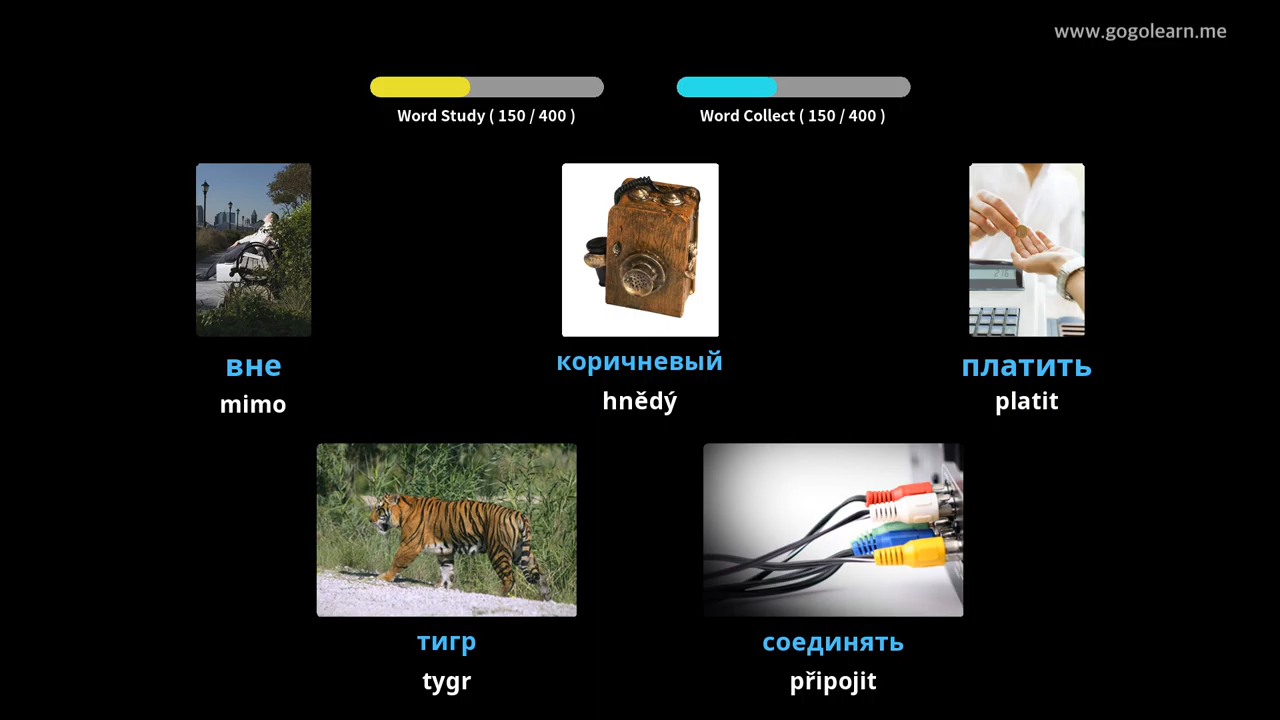 www.gogolearn.me
Word Study ( 150 / 400 )
Word Collect ( 150 / 400 )
вне
mimo
коричневый
hnědý
платить
platit
тигр
tygr
соединять
připojit